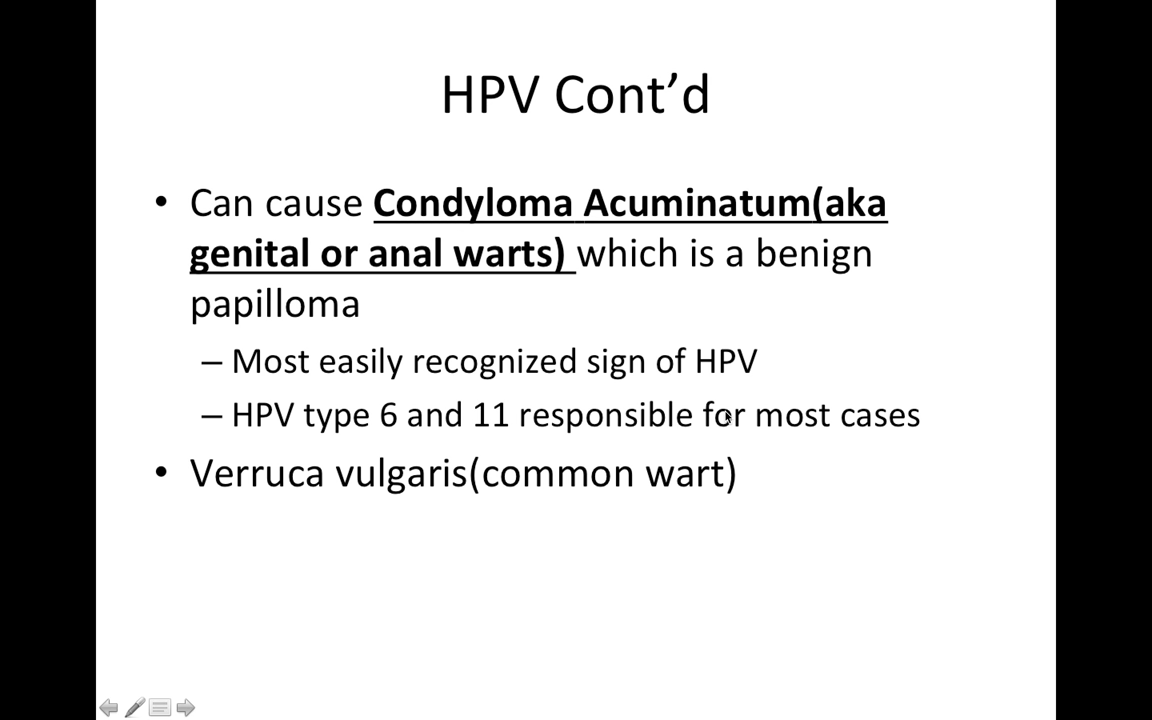 HPV Cont’d
• Can cause Condyloma Acuminatum(aka
genital or anal warts) which is a benign
papilloma
– Most easily recognized sign of HPV
– HPV type 6 and 11 responsible for most cases
• Verruca vulgaris(common wart)